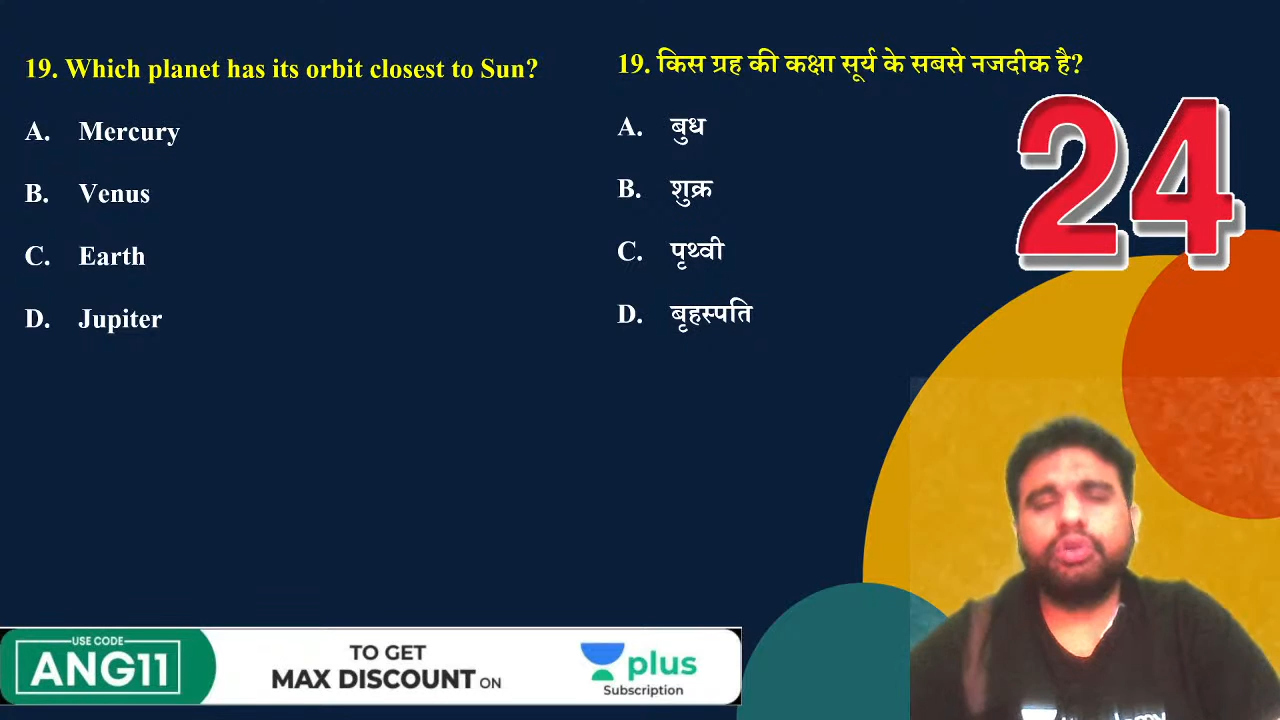 19. Which planet has its orbit closest to Sun?
A. Mercury
B. Venus
C. Earth
D. Jupiter
19. किस ग्रह की कक्षा सूर्य के सबसे नजदीक है?
A. बुध
B. शुक्र
C. पृथ्वी
D. बृहस्पति
24
USE CODE
ANG11
TO GET
MAX DISCOUNT ON
plus
Subscription